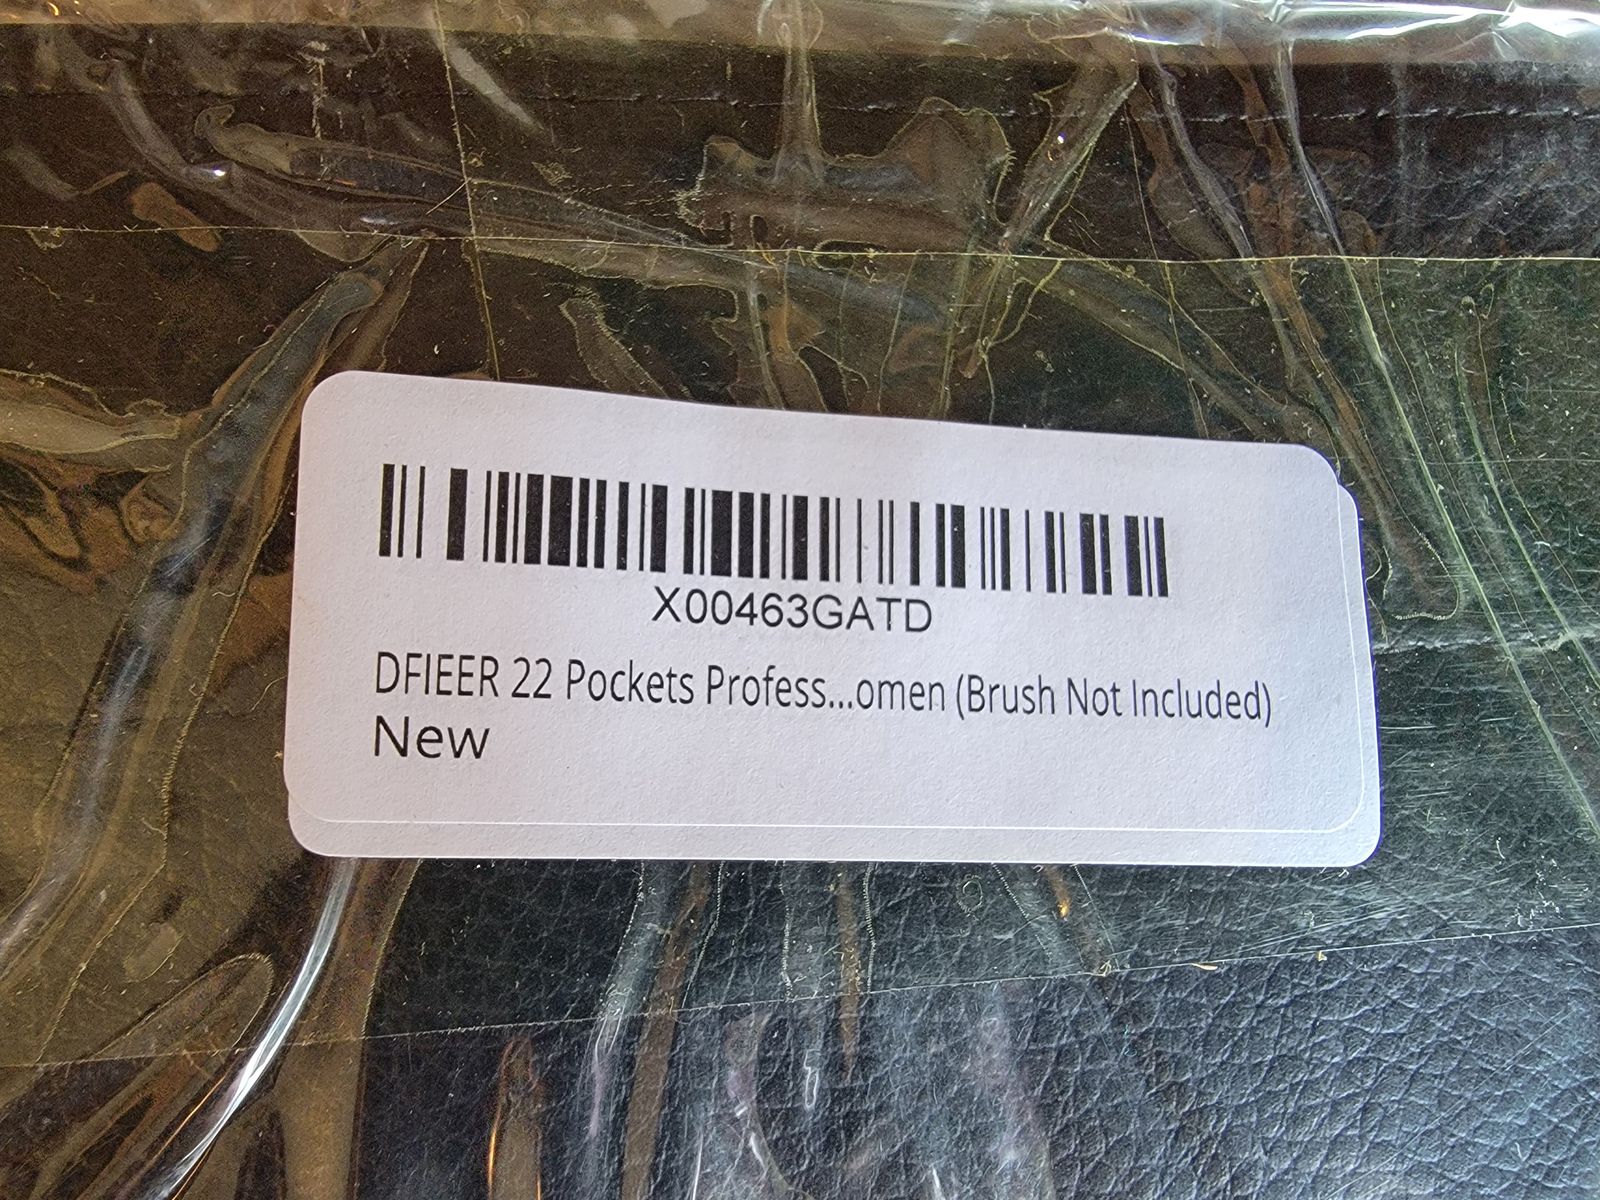 X00463GATD
DFIEER 22 Pockets Profess...omen (Brush Not Included)
New